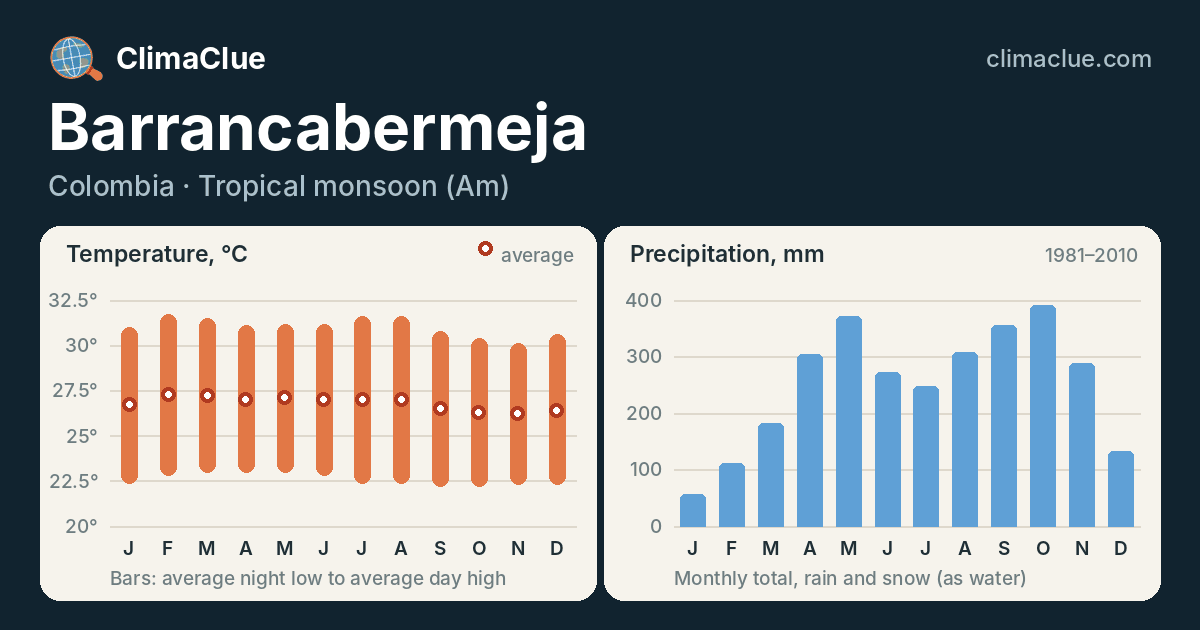 ClimaClue
climaclue.com
Barrancabermeja
Colombia · Tropical monsoon (Am)
Temperature, °C
average
32.5°
30°
27.5°
25°
22.5°
20°
J F M A M J J A S O N D
Bars: average night low to average day high
Precipitation, mm
1981–2010
400
300
200
100
0
J F M A M J J A S O N D
Monthly total, rain and snow (as water)